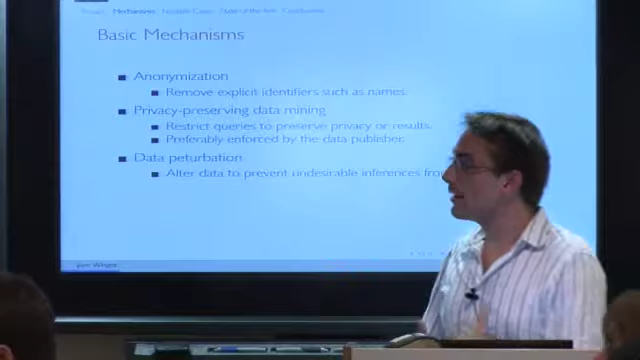 Privacy Mechanisms Notable Cases State of the Art Conclusions
Basic Mechanisms
Anonymization
Remove explicit identifiers such as names.
Privacy-preserving data mining
Restrict queries to preserve privacy or results.
Preferably enforced by the data publisher.
Data peturbation
Alter data to prevent undesirable inferences fro
Wright